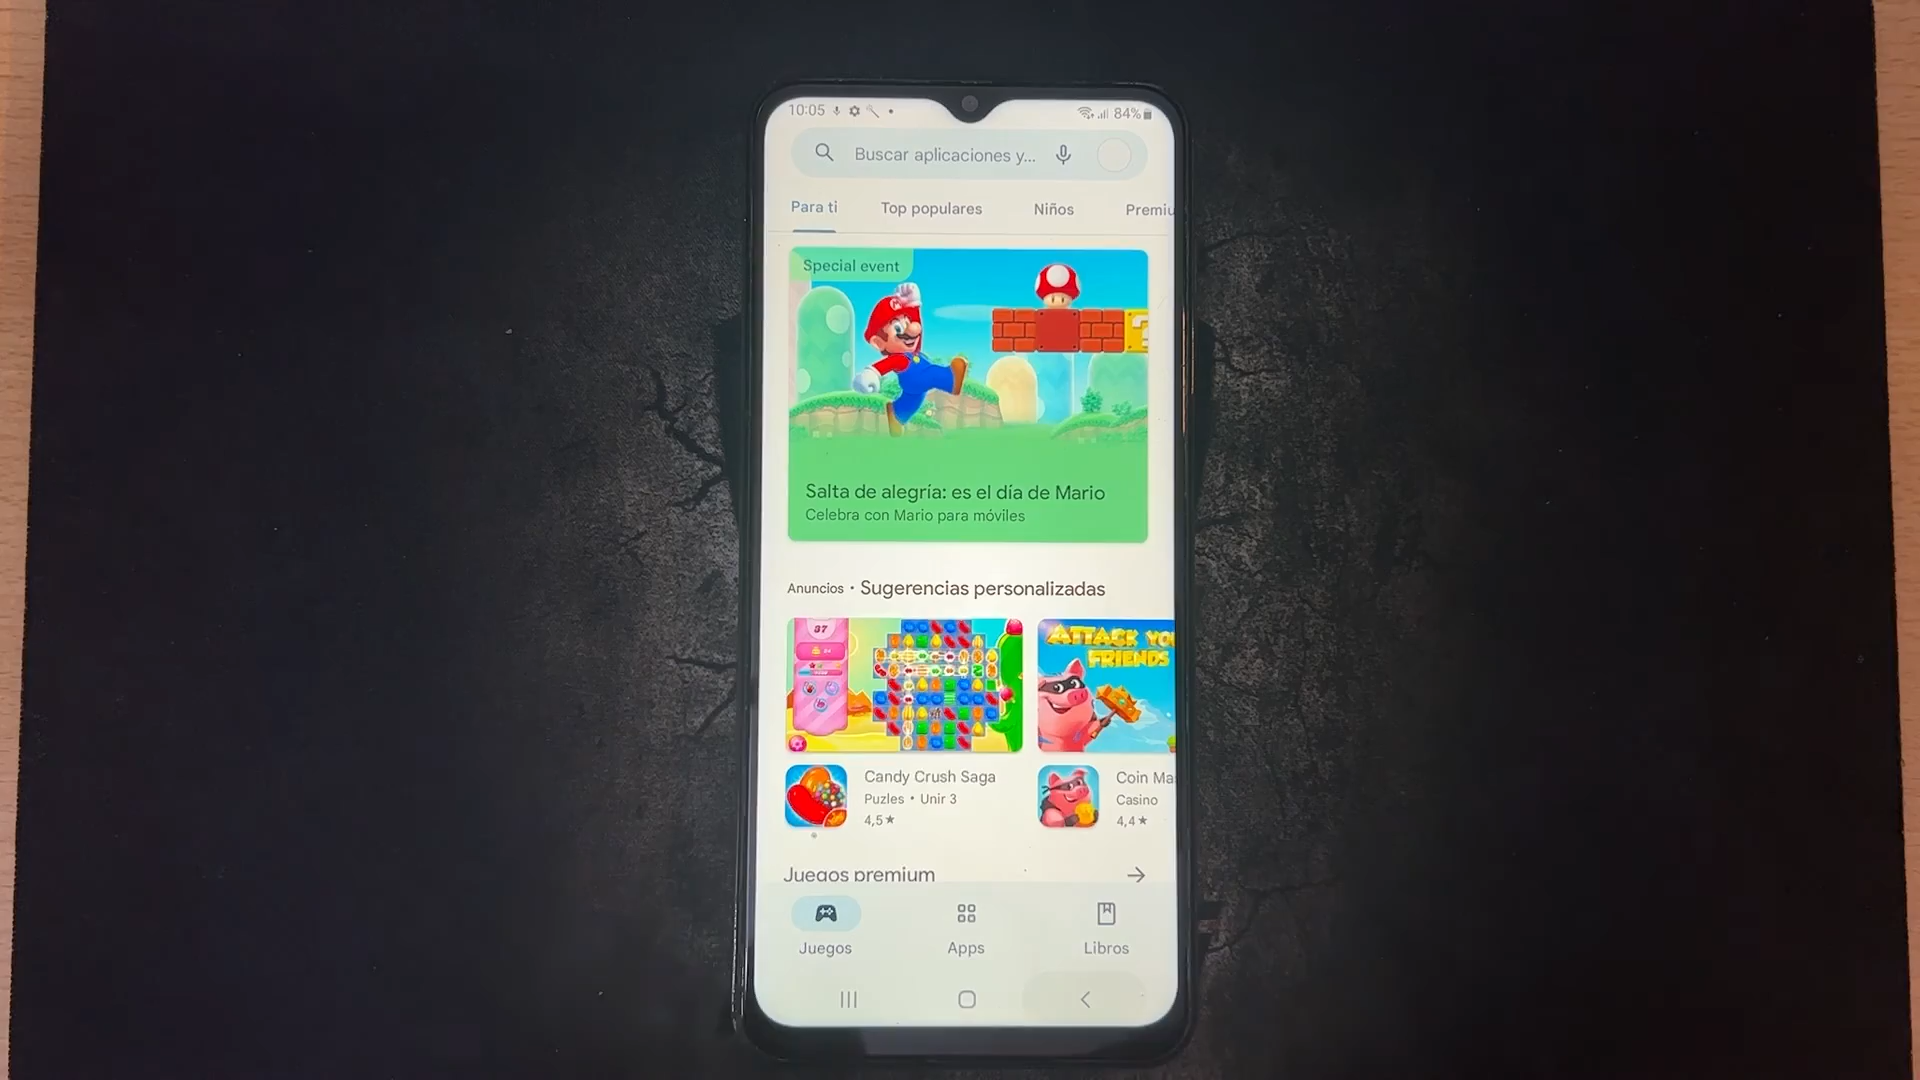 10:05
84%
Buscar aplicaciones y...
Para ti
Top populares
Niños
Premiu
Special event
Salta de alegría: es el día de Mario
Celebra con Mario para móviles
Anuncios • Sugerencias personalizadas
37
ATTACK YOU
FRIENDS
Candy Crush Saga
Puzles • Unir 3
4,5★
Coin Ma
Casino
4,4★
Juegos premium
Juegos
Apps
Libros